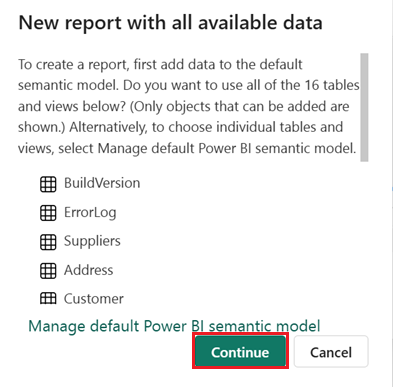 New report with all available data
To create a report, first add data to the default
semantic model. Do you want to use all of the 16 tables
and views below? (Only objects that can be added are
shown.) Alternatively, to choose individual tables and
views, select Manage default Power BI semantic model.
BuildVersion
ErrorLog
Suppliers
Address
Customer
Manage default Power BI semantic model
Continue
Cancel